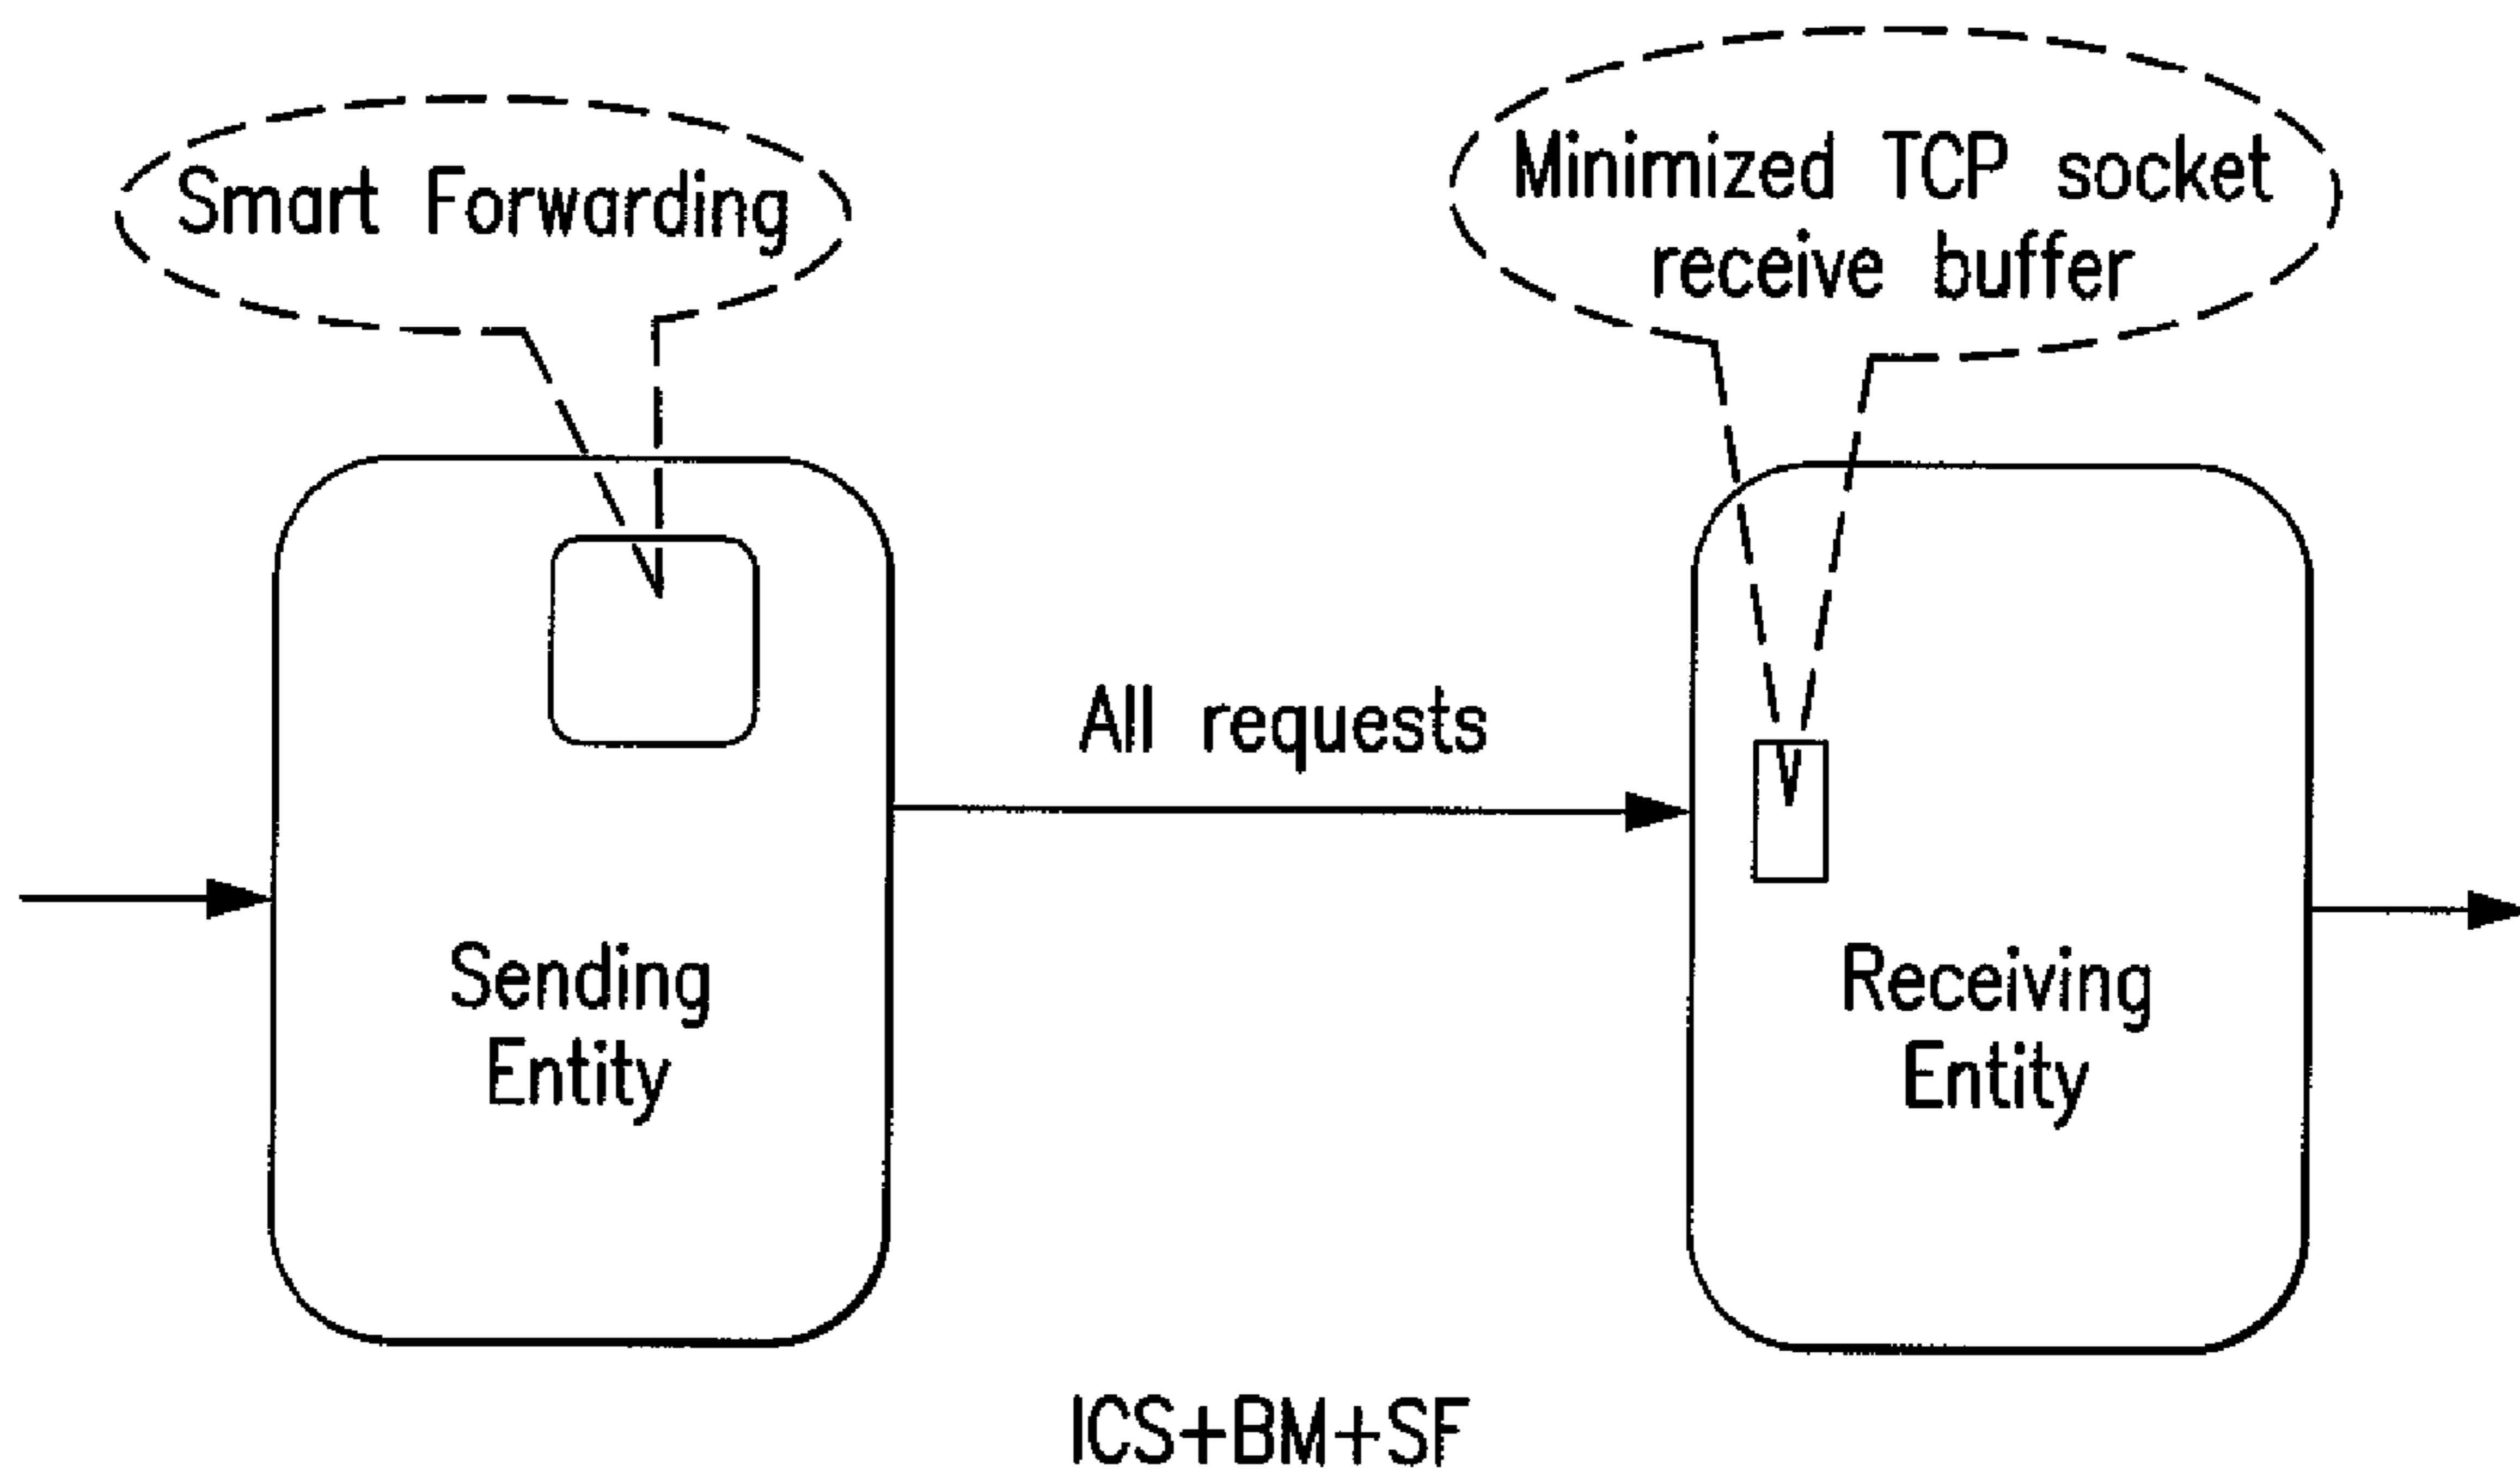 Smart Forwarding
Minimized TCP socket
receive buffer
All requests
Sending
Entity
Receiving
Entity
ICS+BM+SF